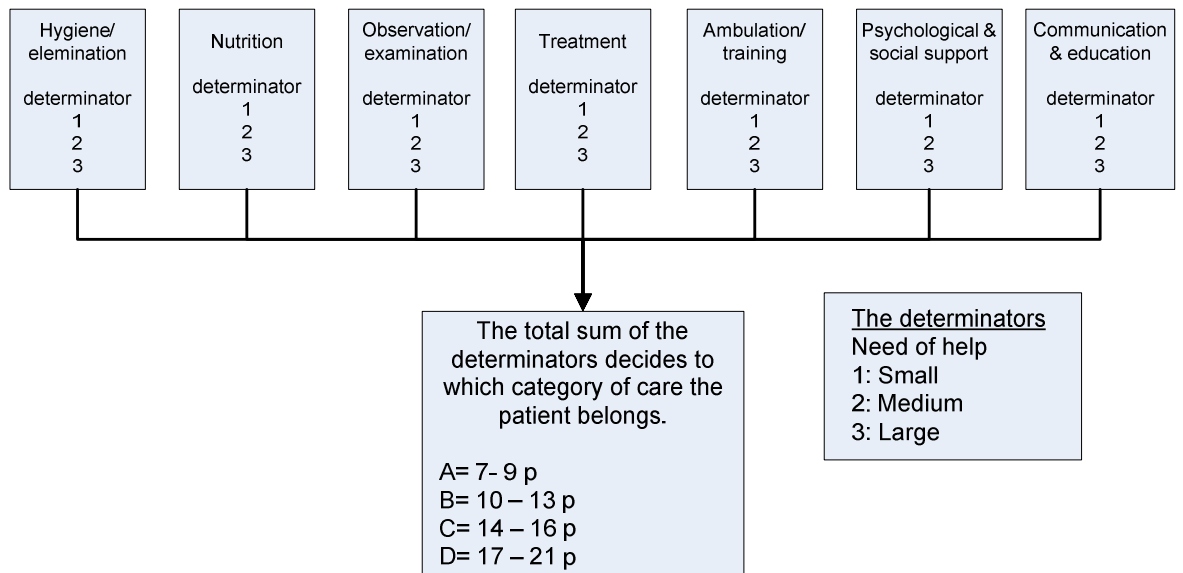 Hygiene/
elemination
determinator
1
2
3
Nutrition
determinator
1
2
3
Observation/
examination
determinator
1
2
3
Treatment
determinator
1
2
3
Ambulation/
training
determinator
1
2
3
Psychological &
social support
determinator
1
2
3
Communication
& education
determinator
1
2
3
The total sum of the
determinators decides to
which category of care the
patient belongs.
A= 7- 9 p
B= 10 – 13 p
C= 14 – 16 p
D= 17 – 21 p
The determinators
Need of help
1: Small
2: Medium
3: Large